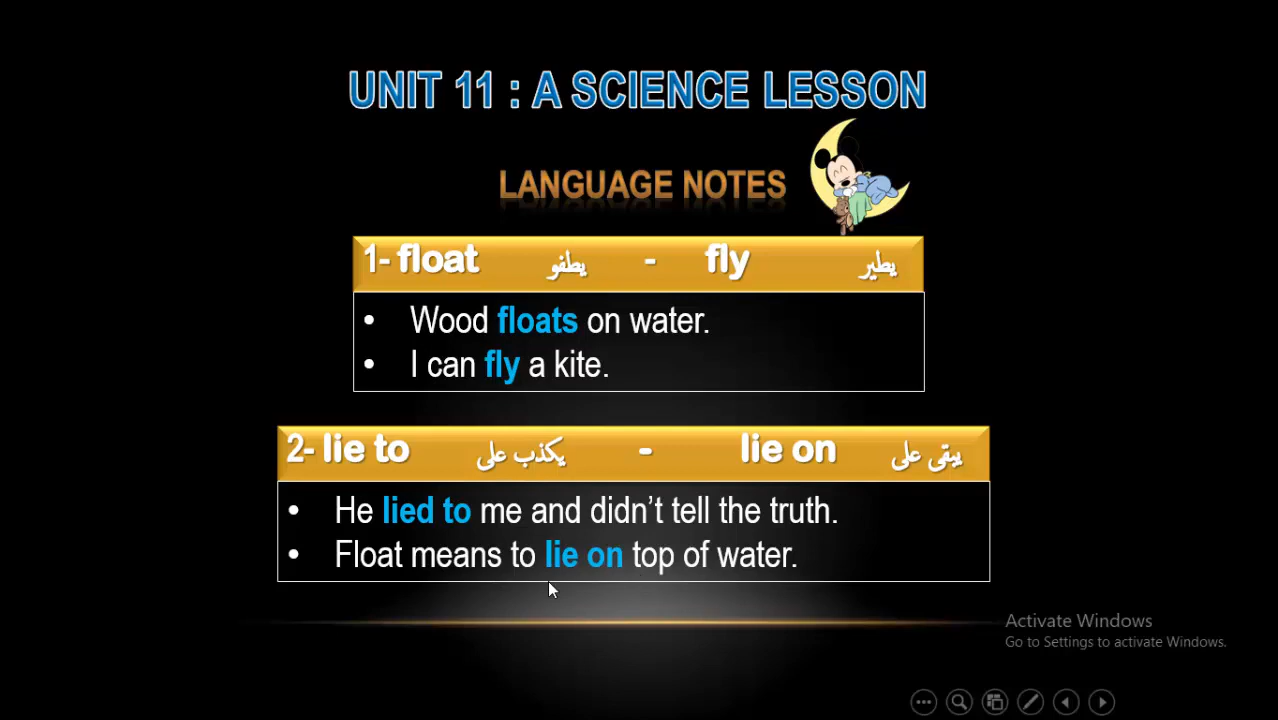 UNIT 11 : A SCIENCE LESSON
LANGUAGE NOTES
1- float يطفو - fly يطير
• Wood floats on water.
• I can fly a kite.
2- lie to يكذب على - lie on يبقى على
• He lied to me and didn’t tell the truth.
• Float means to lie on top of water.
Activate Windows
Go to Settings to activate Windows.